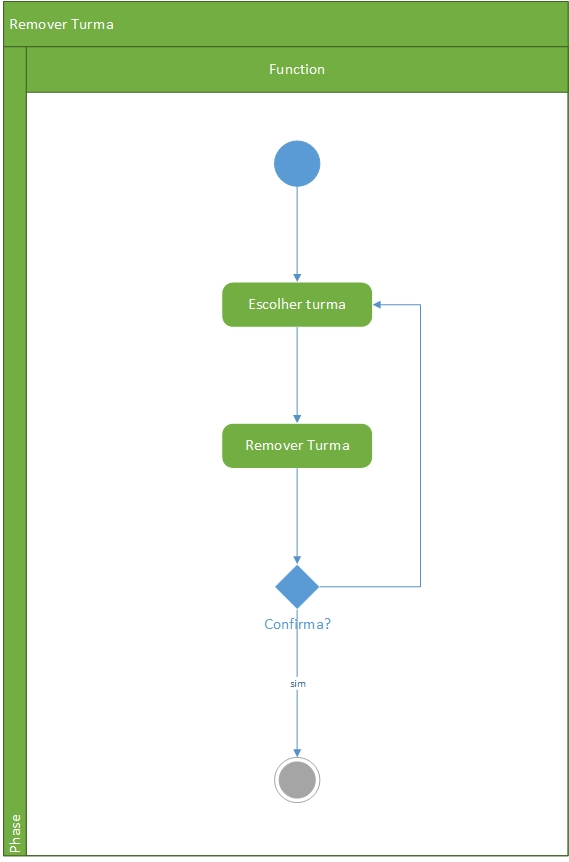 Remover Turma
Function
Escolher turma
Remover Turma
Confirma?
sim
Phase